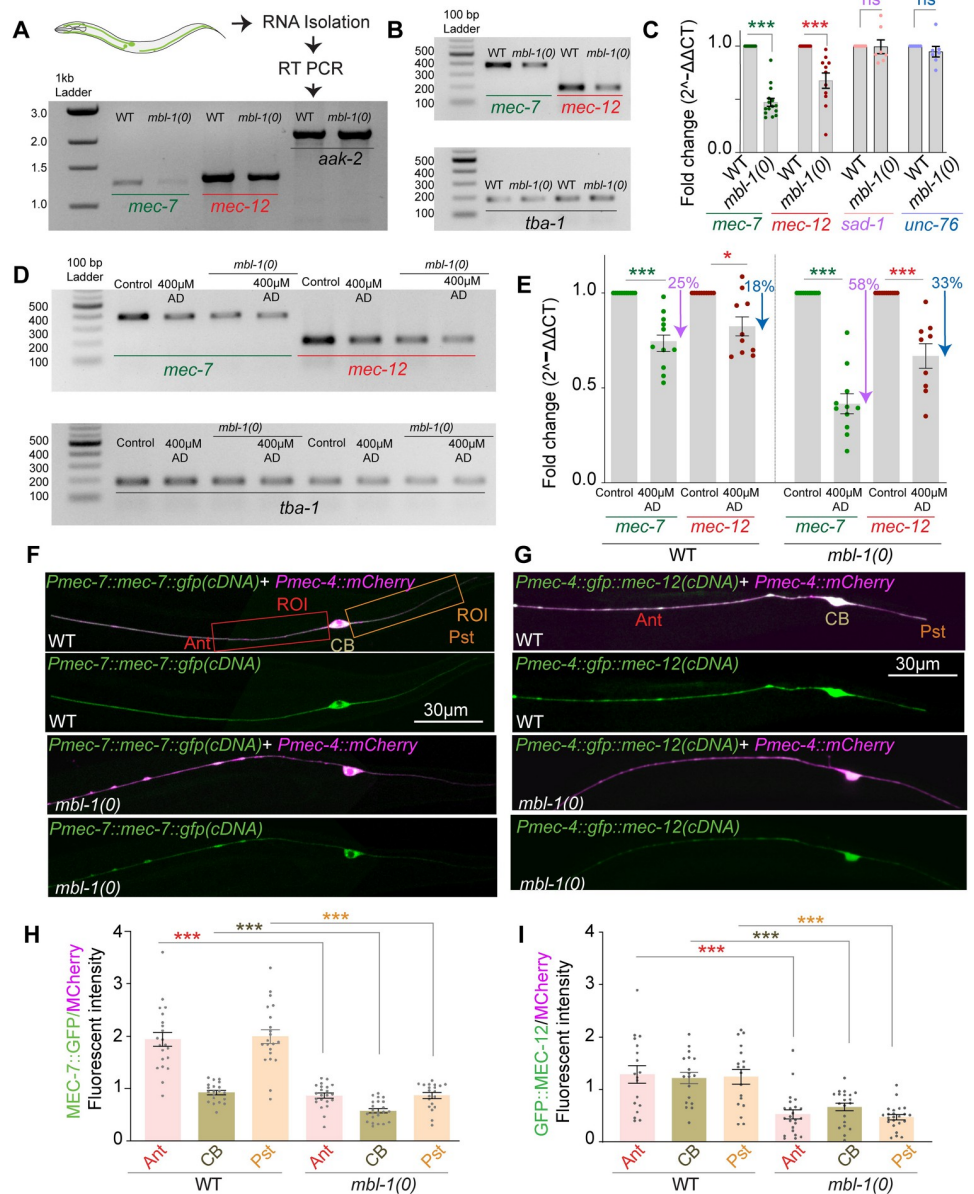 A
RNA Isolation
RT PCR
1kb
Ladder
3.0
2.0
1.5
1.0
WT
mbl-1(0)
WT
mbl-1(0)
WT
mbl-1(0)
aak-2
mec-7
mec-12
B
100 bp
Ladder
WT mbl-1(0) WT mbl-1(0)
500
400
300
200
100
mec-7
mec-12
500
400
300
200
100
WT mbl-1(0) WT mbl-1(0)
tba-1
C
Fold change (2^-ΔΔCT)
1.0
0.0
***
***
ns
ns
WT
mbl-1(0)
WT
mbl-1(0)
WT
mbl-1(0)
WT
mbl-1(0)
mec-7
mec-12
sad-1
unc-76
D
100 bp
Ladder
Control
400µM
AD
mbl-1(0)
400µM
AD
Control
400µM
AD
mbl-1(0)
400µM
AD
500
400
300
200
100
mec-7
mec-12
500
400
300
200
100
Control
400µM
AD
mbl-1(0)
400µM
AD
Control
400µM
AD
mbl-1(0)
400µM
AD
tba-1
E
Fold change (2^-ΔΔCT)
1.0
0.5
0.0
***
25%
*
18%
***
58%
***
33%
Control
400µM
AD
Control
400µM
AD
Control
400µM
AD
Control
400µM
AD
mec-7
mec-12
mec-7
mec-12
WT
mbl-1(0)
F
Pmec-7::mec-7::gfp(cDNA)+ Pmec-4::mCherry
ROI
ROI
Ant
CB
Pst
WT
Pmec-7::mec-7::gfp(cDNA)
30µm
WT
Pmec-7::mec-7::gfp(cDNA)+ Pmec-4::mCherry
mbl-1(0)
Pmec-7::mec-7::gfp(cDNA)
mbl-1(0)
G
Pmec-4::gfp::mec-12(cDNA)+ Pmec-4::mCherry
Ant
CB
Pst
WT
Pmec-4::gfp::mec-12(cDNA)
30µm
WT
Pmec-4::gfp::mec-12(cDNA)+ Pmec-4::mCherry
mbl-1(0)
Pmec-4::gfp::mec-12(cDNA)
mbl-1(0)
H
MEC-7::GFP/MCherry
Fluorescent intensity
4
3
2
1
0
***
***
***
Ant
CB
Pst
Ant
CB
Pst
WT
mbl-1(0)
I
GFP::MEC-12/MCherry
Fluorescent intensity
4
3
2
1
0
***
***
***
Ant
CB
Pst
Ant
CB
Pst
WT
mbl-1(0)